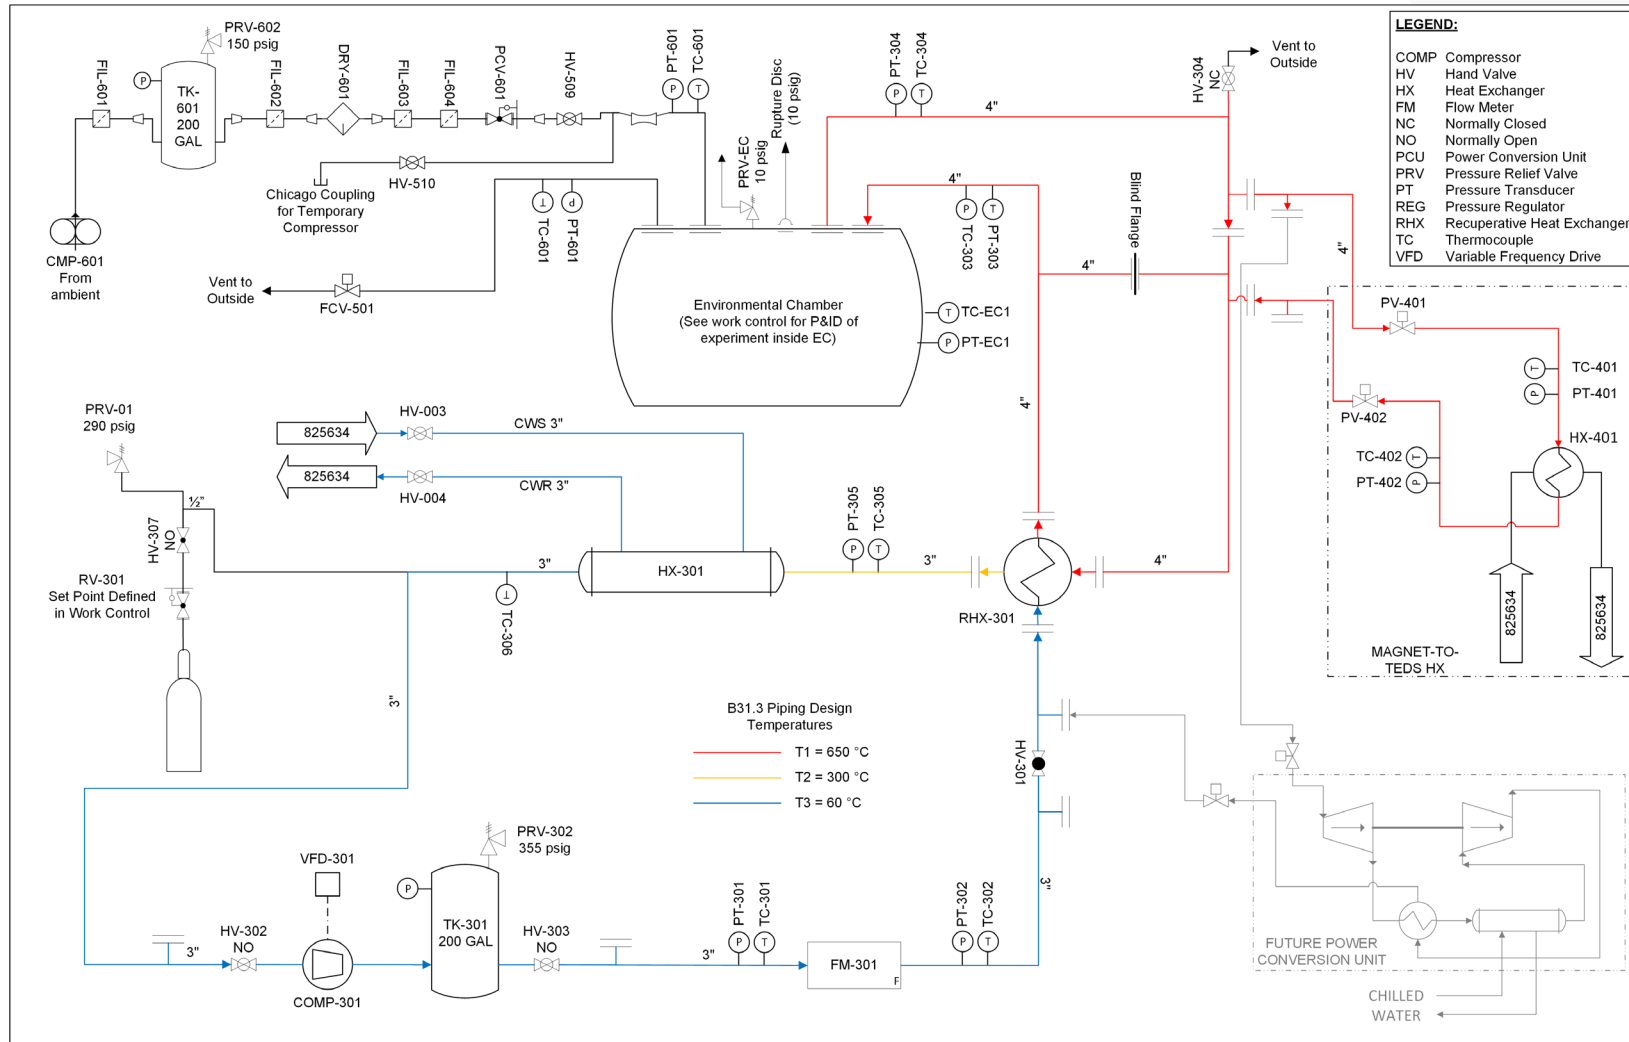 LEGEND:
COMP Compressor
HV Hand Valve
HX Heat Exchanger
FM Flow Meter
NC Normally Closed
NO Normally Open
PCU Power Conversion Unit
PRV Pressure Relief Valve
PT Pressure Transducer
REG Pressure Regulator
RHX Recuperative Heat Exchanger
TC Thermocouple
VFD Variable Frequency Drive
PRV-602
150 psig
FIL-601
P
TK-
601
200
GAL
FIL-602
DRY-601
FIL-603
FIL-604
PCV-601
HV-509
PT-601
TC-601
P
T
HV-510
Chicago Coupling
for Temporary
Compressor
CMP-601
From
ambient
Vent to
Outside
FCV-501
T
P
TC-601
PT-601
PRV-EC
10 psig
Rupture Disc
(10 psig)
PT-304
TC-304
P
T
4"
HV-304
NC
Vent to
Outside
4"
P
T
TC-303
PT-303
Blind Flange
4"
4"
4"
Environmental Chamber
(See work control for P&ID of
experiment inside EC)
T
TC-EC1
P
PT-EC1
PV-401
TC-401
T
PT-401
P
PV-402
HX-401
TC-402
T
PT-402
P
825634
825634
MAGNET-TO-
TEDS HX
PRV-01
290 psig
½"
HV-307
NO
RV-301
Set Point Defined
in Work Control
825634
HV-003
CWS 3"
825634
HV-004
CWR 3"
3"
HX-301
T
TC-306
PT-305
TC-305
P
T
3"
RHX-301
4"
3"
B31.3 Piping Design
Temperatures
T1 = 650 °C
T2 = 300 °C
T3 = 60 °C
HV-301
3"
3"
HV-302
NO
VFD-301
COMP-301
PRV-302
355 psig
P
TK-301
200 GAL
HV-303
NO
3"
PT-301
TC-301
P
T
FM-301
F
PT-302
TC-302
P
T
FUTURE POWER
CONVERSION UNIT
CHILLED
WATER